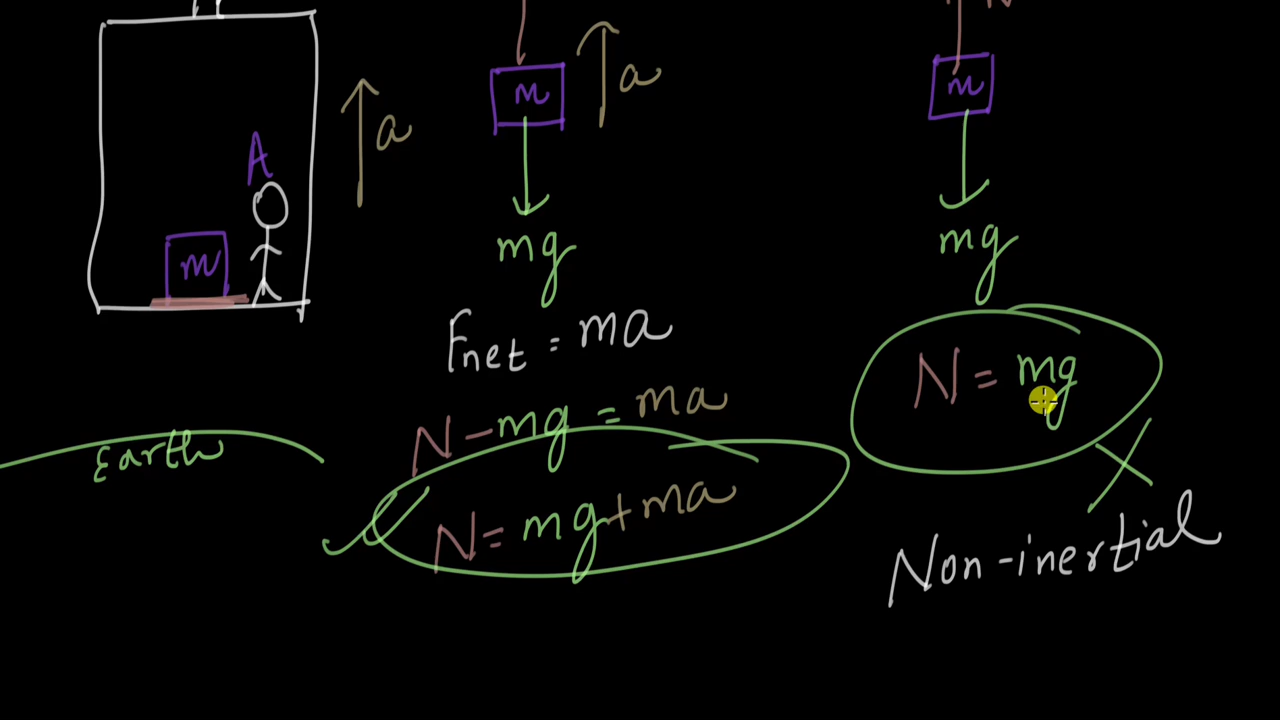 N
a
m
m
a
A
m
mg
mg
Fnet = ma
N = mg
N - mg = ma
Earth
N = mg + ma
Non-inertial